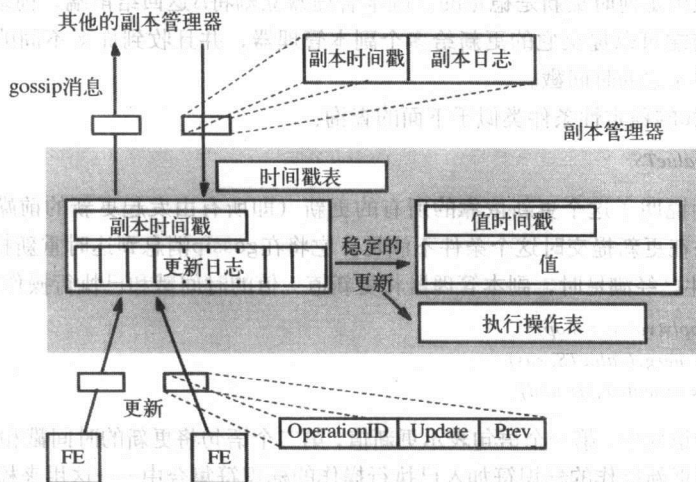 其他的副本管理器
副本时间戳 副本日志
gossip消息
副本管理器
时间戳表
副本时间戳
更新日志
稳定的
更新
值时间戳
值
执行操作表
更新
OperationID Update Prev
FE FE